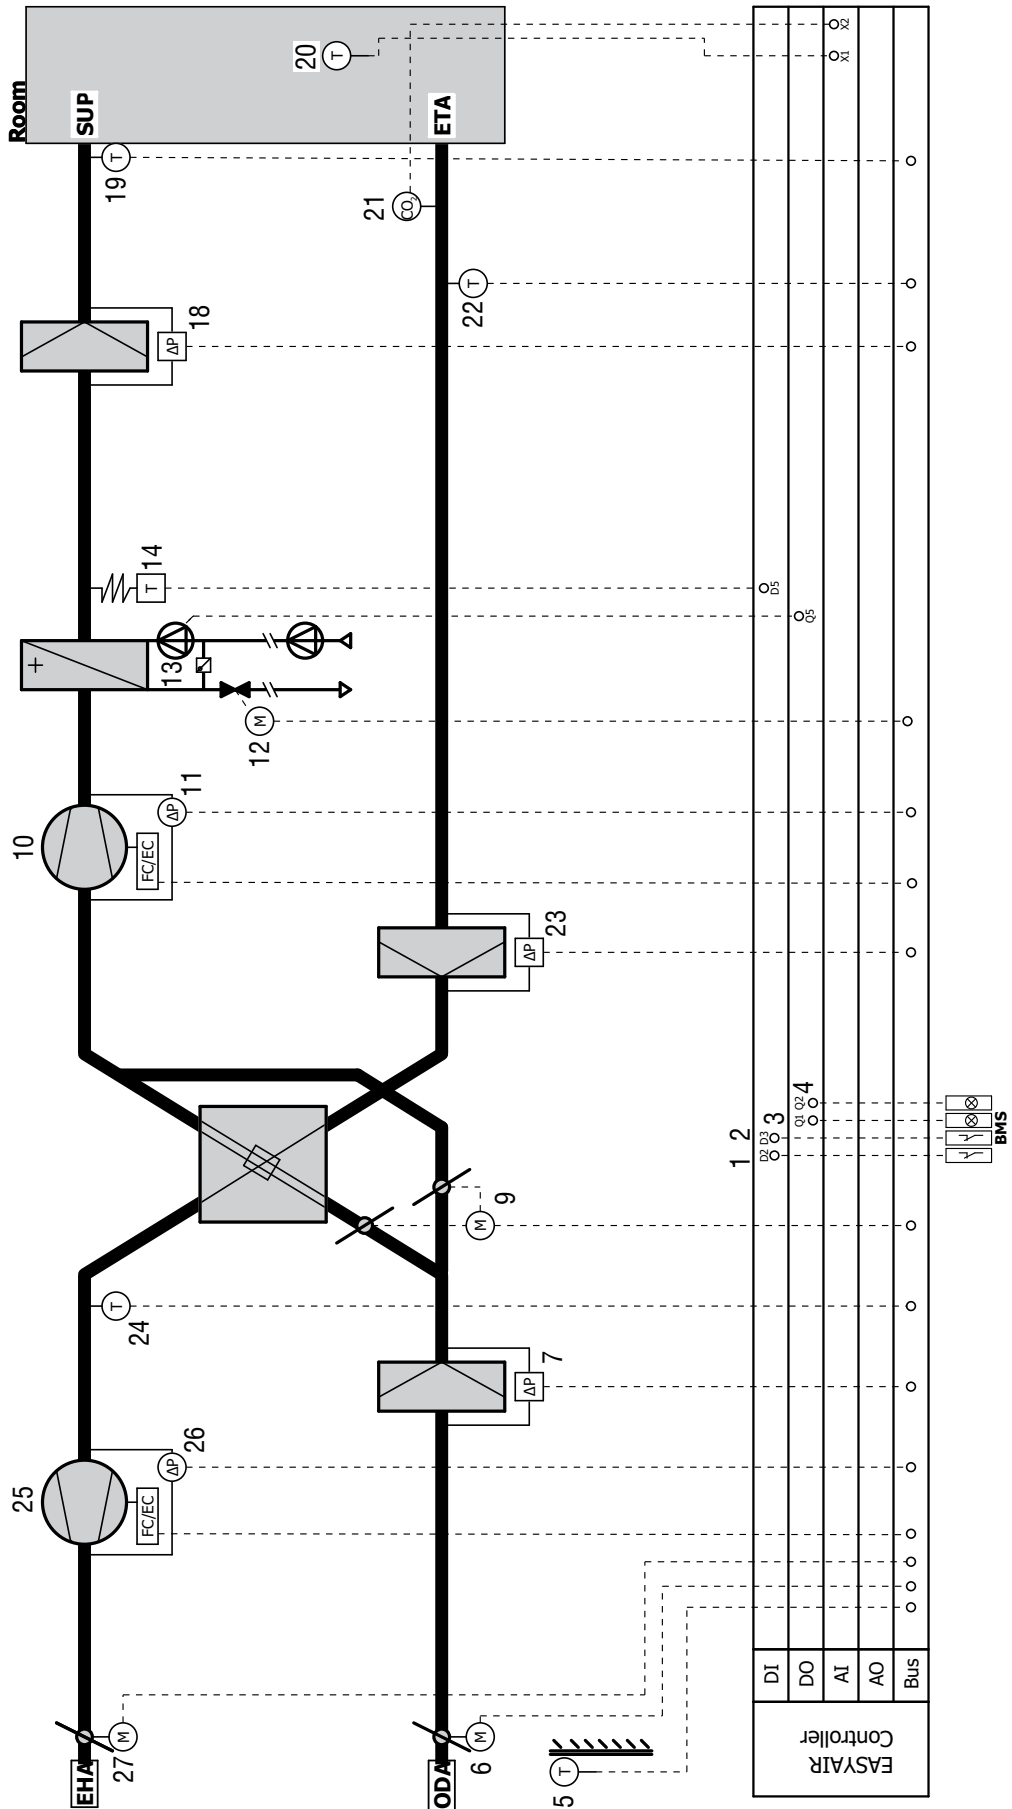 Room
SUP
20
T
X2
X1
ETA
19
T
21
CO2
22
T
18
ΔP
14
T
D5
Q5
+
13
12
M
11
ΔP
10
FC/EC
23
ΔP
1
2
3
4
D2
D3
Q1
Q2
BMS
9
M
24
T
7
ΔP
26
ΔP
25
FC/EC
27
M
EHA
6
M
ODA
5
T
DI
DO
AI
AO
Bus
EASYAIR
Controller